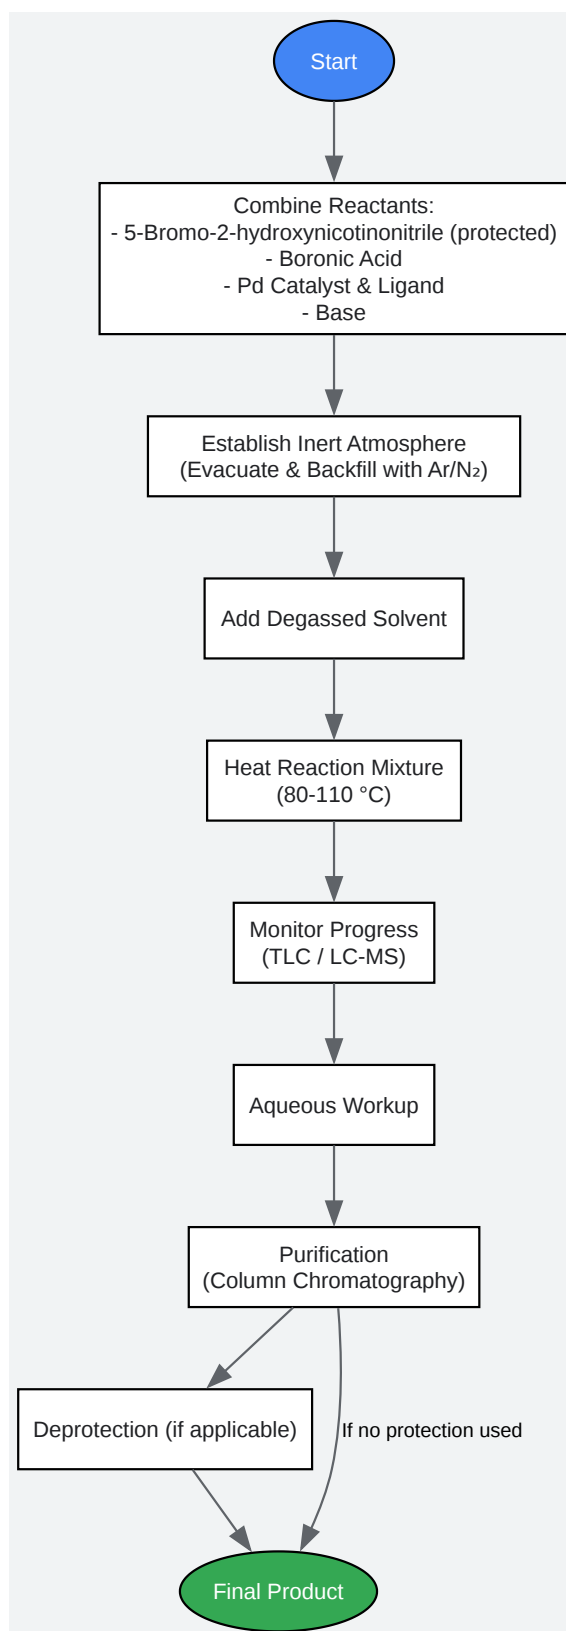 Start
Combine Reactants:
- 5-Bromo-2-hydroxynicotinonitrile (protected)
- Boronic Acid
- Pd Catalyst & Ligand
- Base
Establish Inert Atmosphere
(Evacuate & Backfill with Ar/N₂)
Add Degassed Solvent
Heat Reaction Mixture
(80-110 °C)
Monitor Progress
(TLC / LC-MS)
Aqueous Workup
Purification
(Column Chromatography)
Deprotection (if applicable)
If no protection used
Final Product